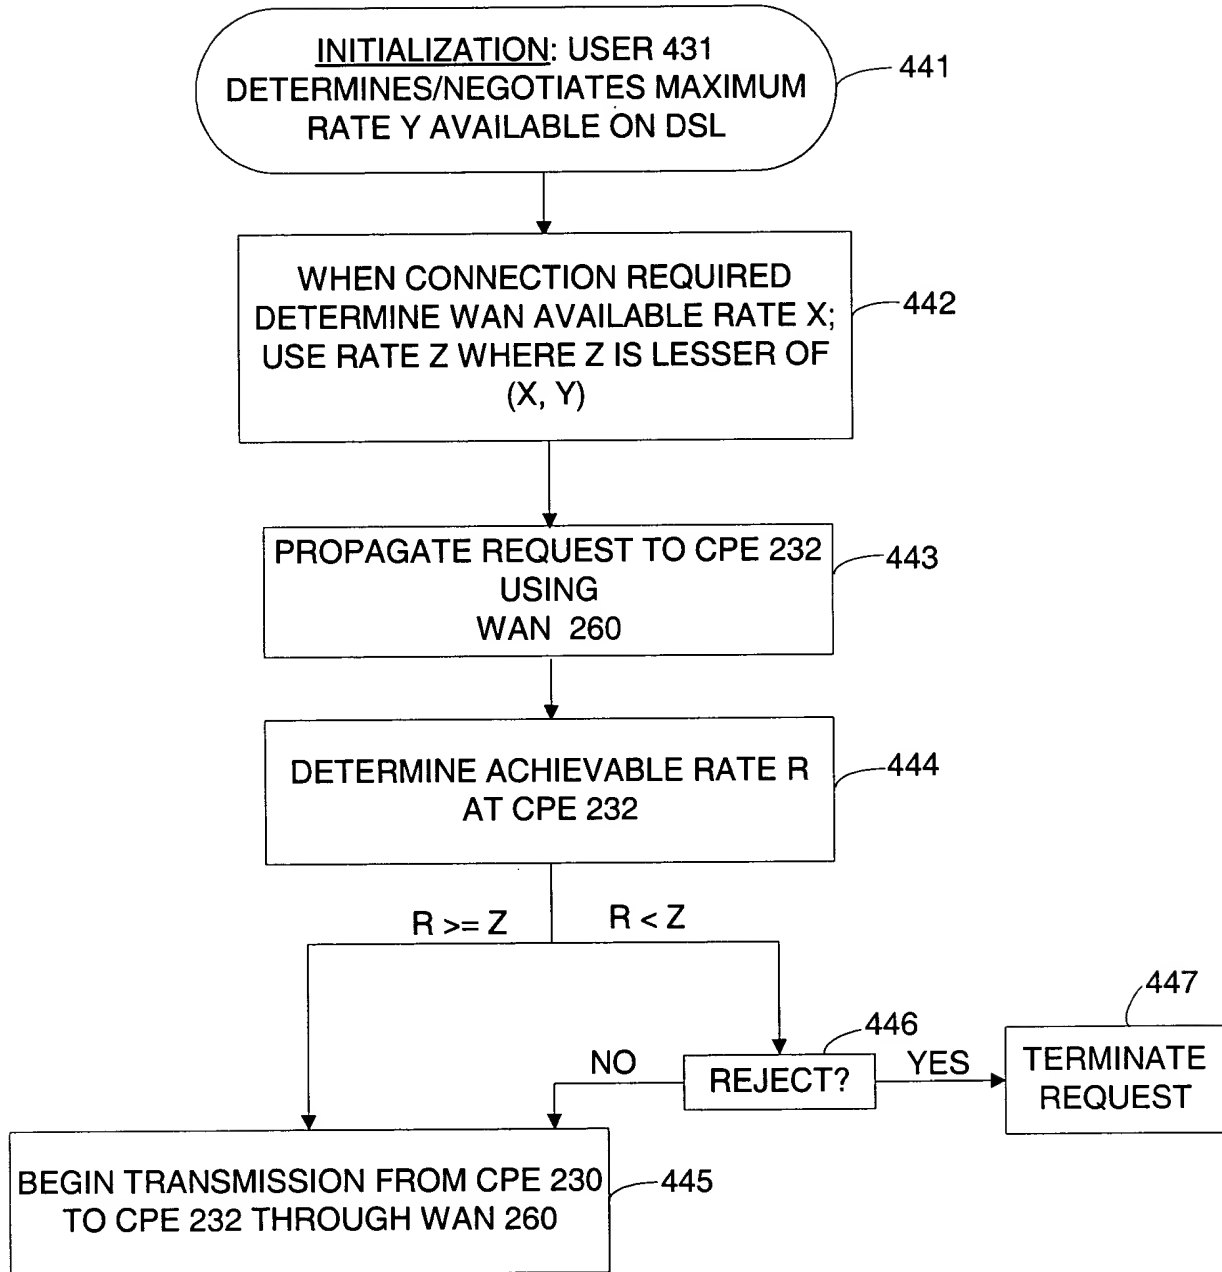 INITIALIZATION: USER 431
DETERMINES/NEGOTIATES MAXIMUM
RATE Y AVAILABLE ON DSL
441
WHEN CONNECTION REQUIRED
DETERMINE WAN AVAILABLE RATE X;
USE RATE Z WHERE Z IS LESSER OF
(X, Y)
442
PROPAGATE REQUEST TO CPE 232
USING
WAN 260
443
DETERMINE ACHIEVABLE RATE R
AT CPE 232
444
R >= Z
R < Z
446
447
NO
REJECT?
YES
TERMINATE
REQUEST
BEGIN TRANSMISSION FROM CPE 230
TO CPE 232 THROUGH WAN 260
445